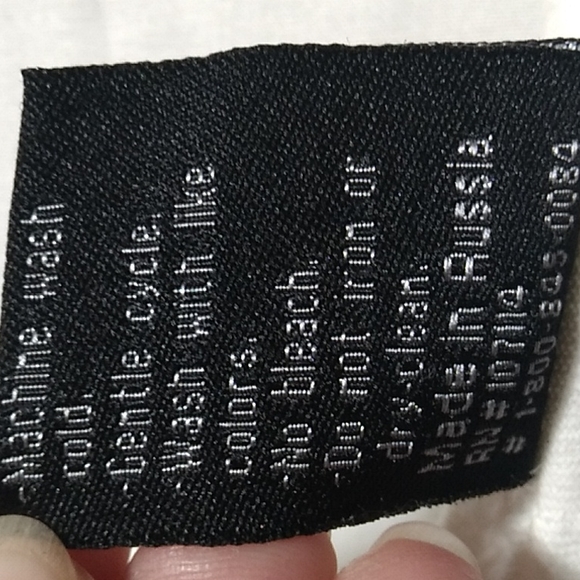 -Machine wash
cold.
-Gentle cycle.
-Wash with like
colors.
-No bleach.
-Do not iron or
dry-clean.
Made In Russia
RN # 107114
# 1-800-845-0084